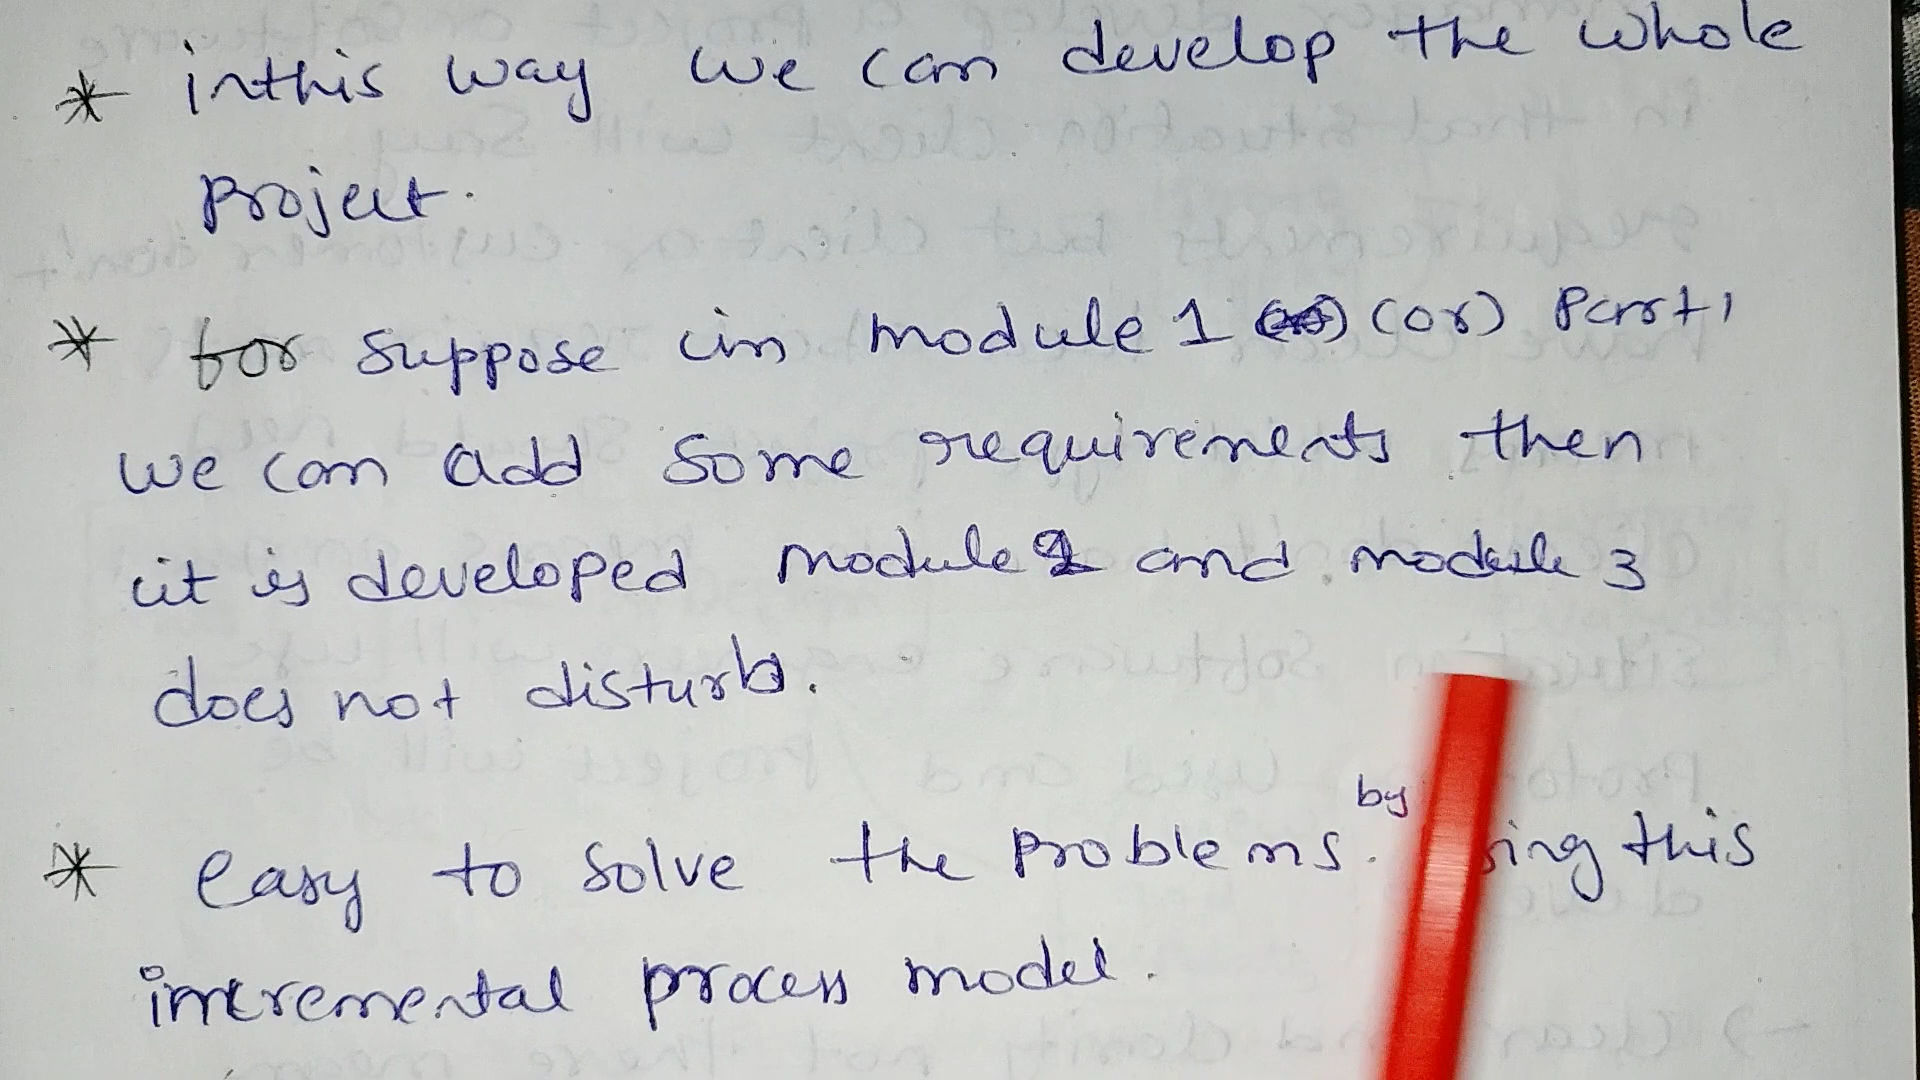 * inthis way we can develop the whole
project.
* for suppose in module 1 (or) Part 1
we can add some requirements then
it is developed module 2 and module 3
does not disturb.
by
* easy to solve the problems. this
incremental process model.